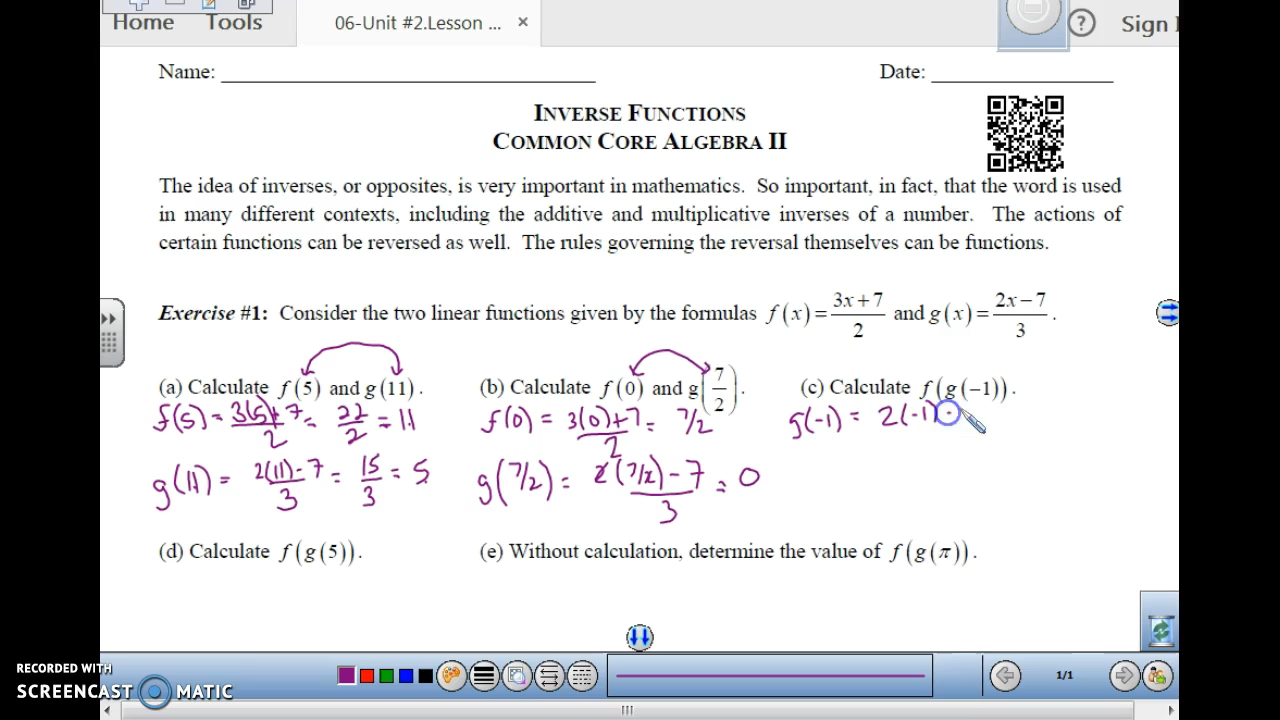 Home Tools 06-Unit #2.Lesson ... × ? Sign
Name: Date:
INVERSE FUNCTIONS
COMMON CORE ALGEBRA II
The idea of inverses, or opposites, is very important in mathematics. So important, in fact, that the word is used
in many different contexts, including the additive and multiplicative inverses of a number. The actions of
certain functions can be reversed as well. The rules governing the reversal themselves can be functions.
Exercise #1: Consider the two linear functions given by the formulas f(x)=(3x+7)/2 and g(x)=(2x−7)/3.
(a) Calculate f(5) and g(11). (b) Calculate f(0) and g(7/2). (c) Calculate f(g(−1)).
f(5) = (3(5)+7)/2 = 22/2 = 11 f(0) = (3(0)+7)/2 = 7/2 g(-1) = 2(-1) -
g(11) = (2(11)-7)/3 = 15/3 = 5 g(7/2) = (2(7/2)-7)/3 = 0
(d) Calculate f(g(5)). (e) Without calculation, determine the value of f(g(π)).
1/1
RECORDED WITH
SCREENCAST MATIC